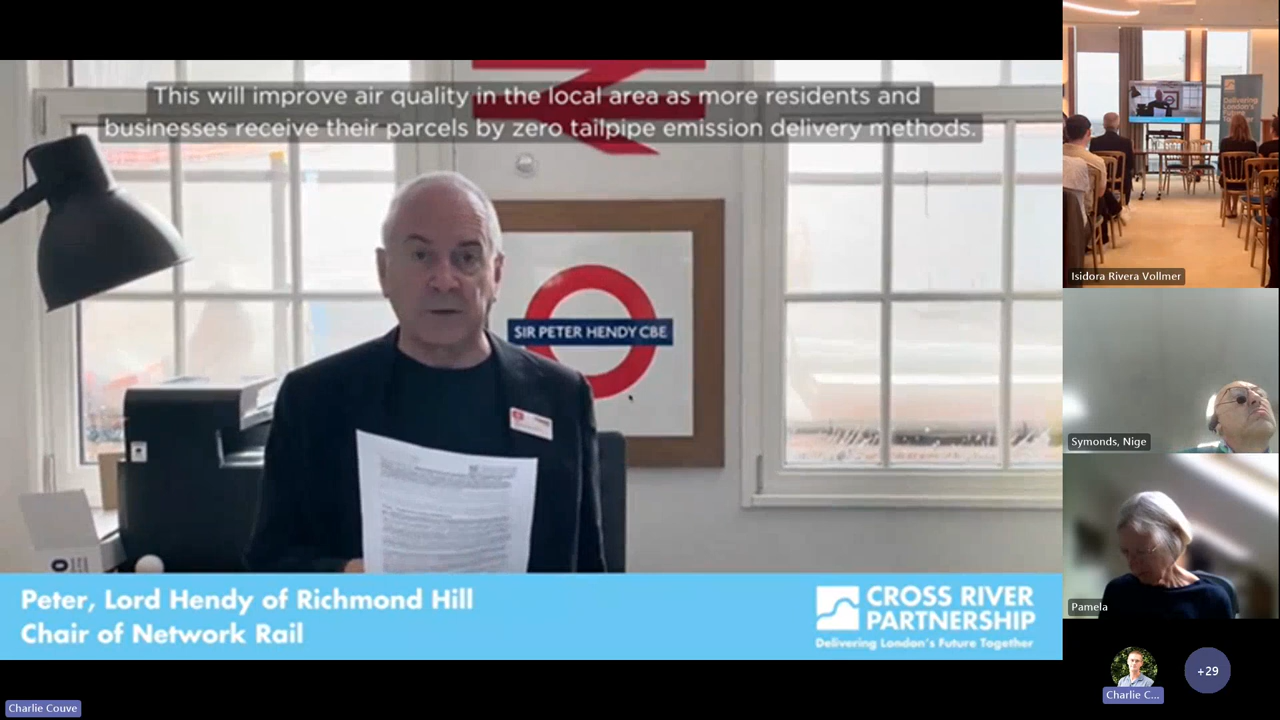 This will improve air quality in the local area as more residents and
businesses receive their parcels by zero tailpipe emission delivery methods.
SIR PETER HENDY CBE
Peter, Lord Hendy of Richmond Hill
Chair of Network Rail
CROSS RIVER
PARTNERSHIP
Delivering London's Future Together
Charlie Couve
Delivering
London's
Isidora Rivera Vollmer
Symonds, Nige
Pamela
Charlie C...
+29